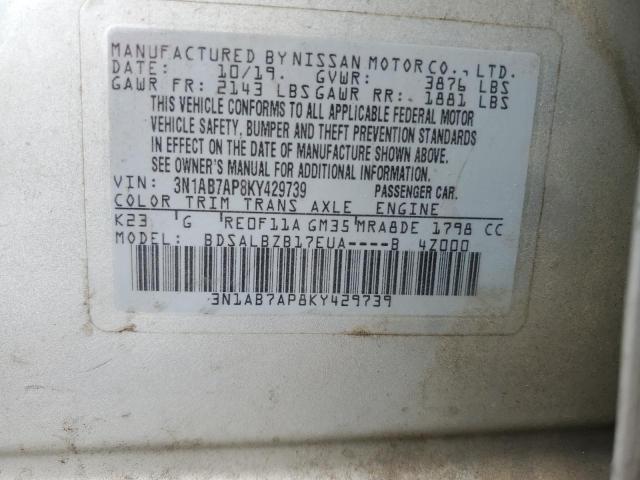 MANUFACTURED BY NISSAN MOTOR CO., LTD.
DATE: 10/19. GVWR: 3876 LBS
GAWR FR: 2143 LBS GAWR RR: 1881 LBS
THIS VEHICLE CONFORMS TO ALL APPLICABLE FEDERAL MOTOR
VEHICLE SAFETY, BUMPER AND THEFT PREVENTION STANDARDS
IN EFFECT ON THE DATE OF MANUFACTURE SHOWN ABOVE.
SEE OWNER'S MANUAL FOR ADDITIONAL INFORMATION.
VIN: 3N1AB7AP8KY429739 PASSENGER CAR.
COLOR TRIM TRANS AXLE ENGINE
K23 G RE0F11A GM35 MRA8DE 1798 CC
MODEL: BDSALBZB17EUA----B 4Z000
3N1AB7AP8KY429739